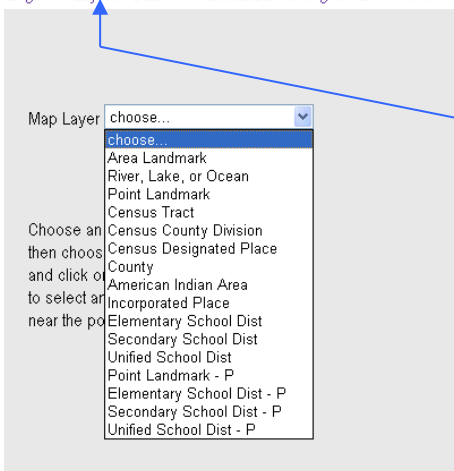 Map Layer choose...
choose...
Area Landmark
River, Lake, or Ocean
Point Landmark
Census Tract
Choose an Census County Division
then choos Census Designated Place
County
and click o
American Indian Area
to select an Incorporated Place
near the po Elementary School Dist
Secondary School Dist
Unified School Dist
Point Landmark - P
Elementary School Dist - P
Secondary School Dist - P
Unified School Dist - P